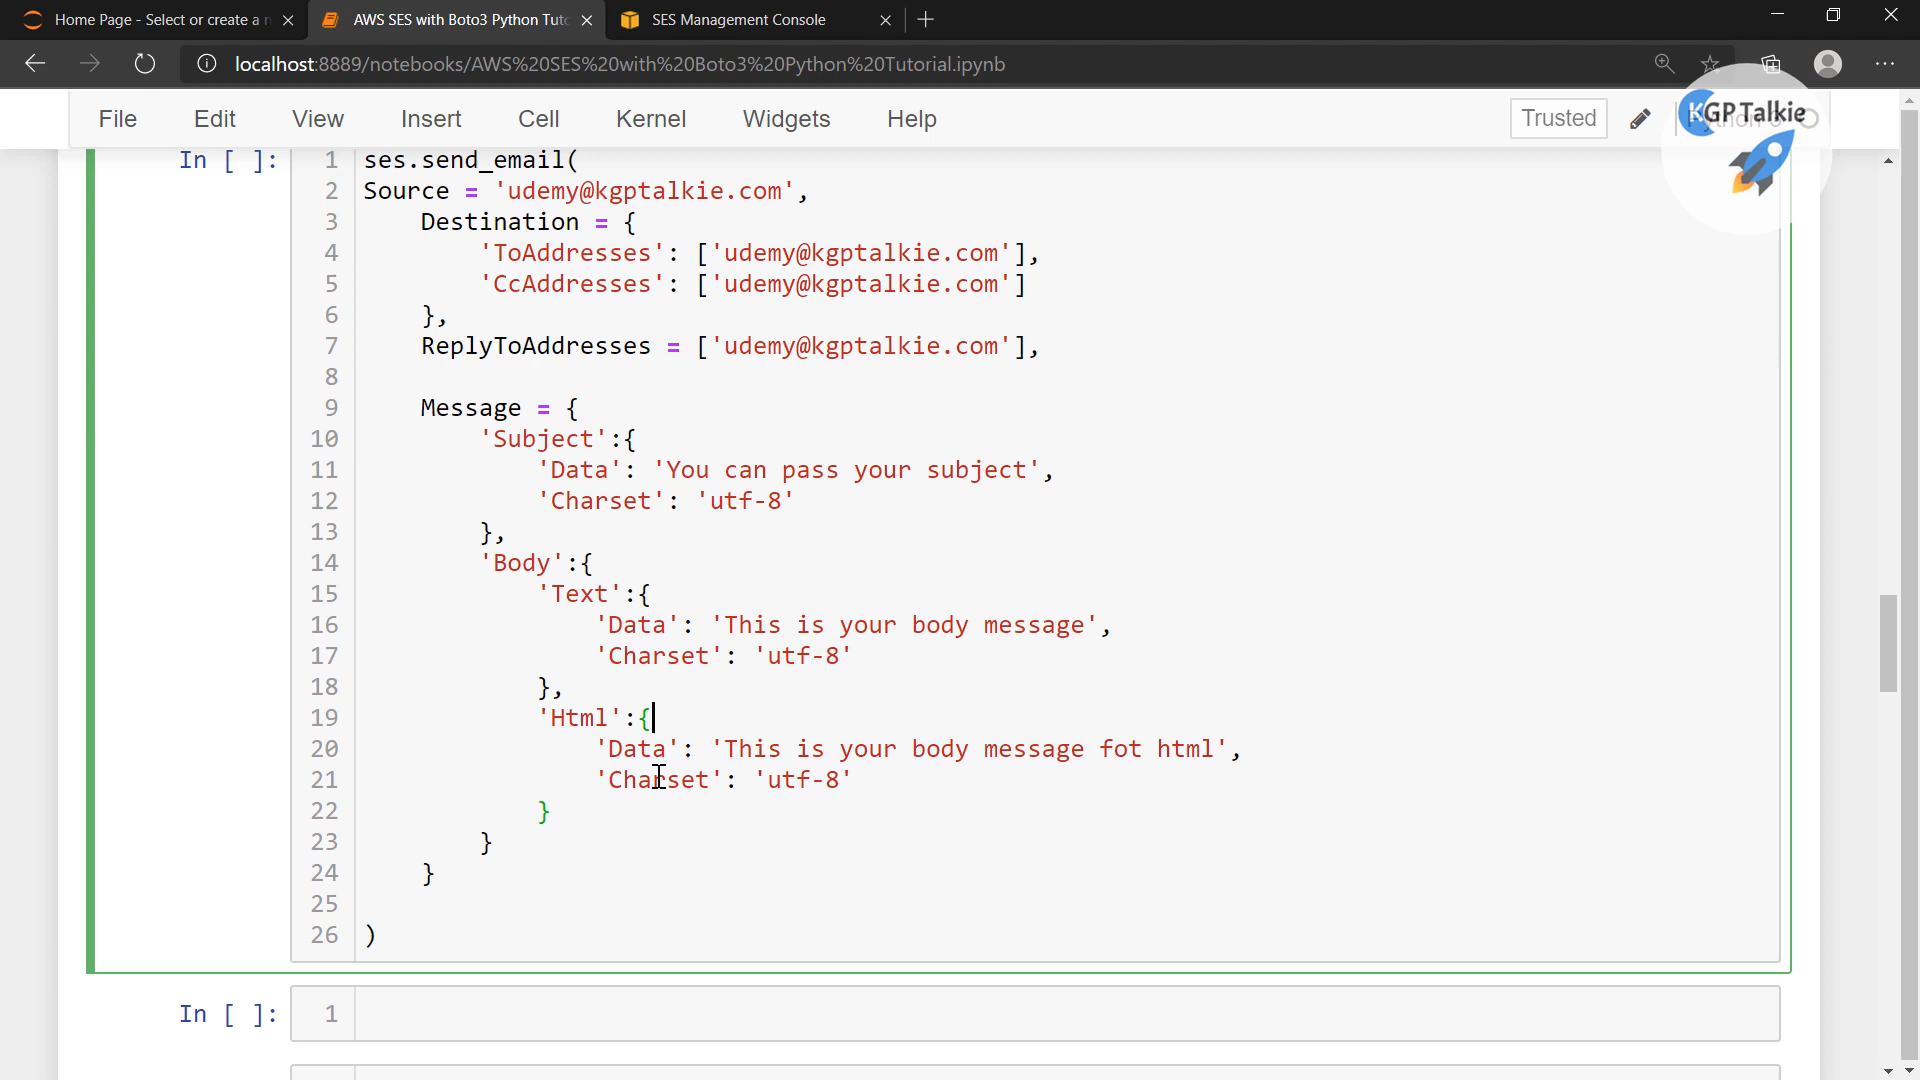 Home Page - Select or create a n
AWS SES with Boto3 Python Tuto
SES Management Console
localhost:8889/notebooks/AWS%20SES%20with%20Boto3%20Python%20Tutorial.ipynb
File Edit View Insert Cell Kernel Widgets Help Trusted Python 3
KGP Talkie
In [ ]: 1 ses.send_email(
2 Source = 'udemy@kgptalkie.com',
3 Destination = {
4 'ToAddresses': ['udemy@kgptalkie.com'],
5 'CcAddresses': ['udemy@kgptalkie.com']
6 },
7 ReplyToAddresses = ['udemy@kgptalkie.com'],
8
9 Message = {
10 'Subject':{
11 'Data': 'You can pass your subject',
12 'Charset': 'utf-8'
13 },
14 'Body':{
15 'Text':{
16 'Data': 'This is your body message',
17 'Charset': 'utf-8'
18 },
19 'Html':{
20 'Data': 'This is your body message fot html',
21 'Charset': 'utf-8'
22 }
23 }
24 }
25
26 )
In [ ]: 1